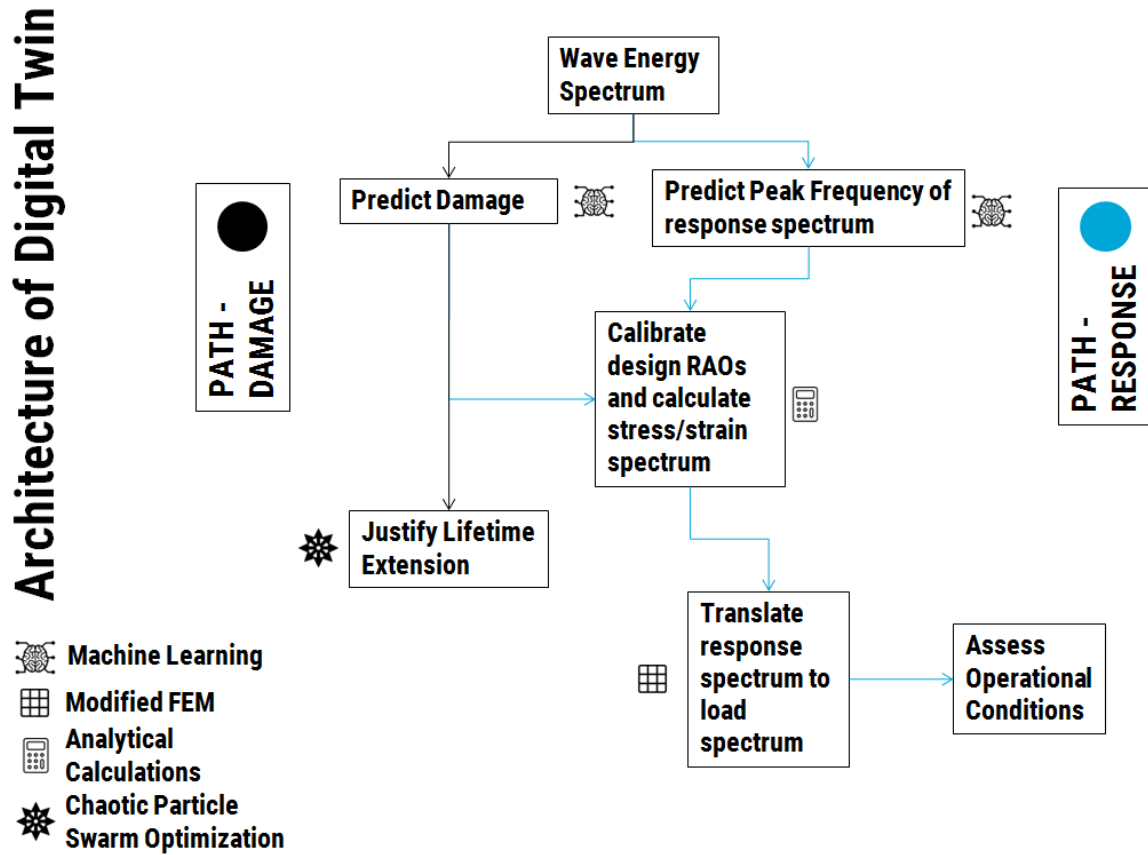 Architecture of Digital Twin
Wave Energy
Spectrum
Predict Damage
Predict Peak Frequency of
response spectrum
PATH -
DAMAGE
PATH -
RESPONSE
Calibrate
design RAOs
and calculate
stress/strain
spectrum
Justify Lifetime
Extension
Translate
response
spectrum to
load
spectrum
Assess
Operational
Conditions
Machine Learning
Modified FEM
Analytical
Calculations
Chaotic Particle
Swarm Optimization